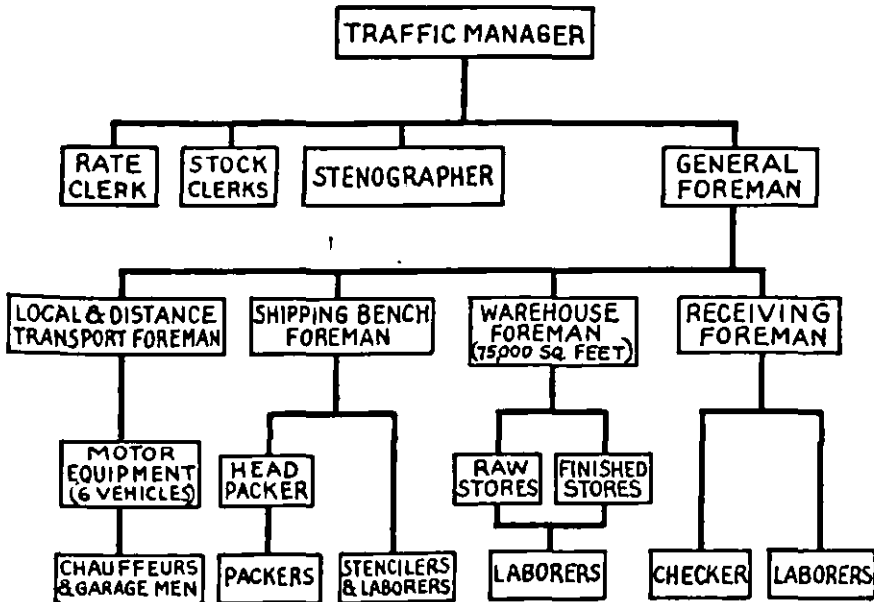 TRAFFIC MANAGER
RATE
CLERK
STOCK
CLERKS
STENOGRAPHER
GENERAL
FOREMAN
LOCAL & DISTANCE
TRANSPORT FOREMAN
SHIPPING BENCH
FOREMAN
WAREHOUSE
FOREMAN
(75,000 SQ. FEET)
RECEIVING
FOREMAN
MOTOR
EQUIPMENT
(6 VEHICLES)
HEAD
PACKER
RAW
STORES
FINISHED
STORES
CHAUFFEURS
& GARAGE MEN
PACKERS
STENCILERS
& LABORERS
LABORERS
CHECKER
LABORERS